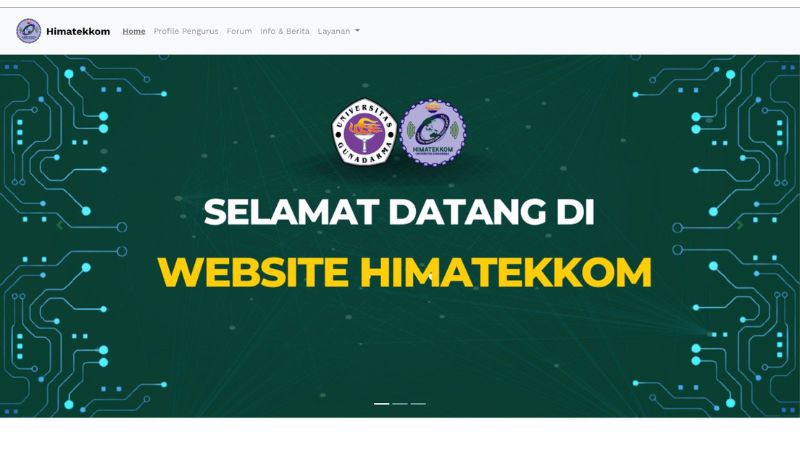 Himatekkom Home Profile Pengurus Forum Info & Berita Layanan
UNIVERSITAS
GUNADARMA
HIMATEKKOM
SELAMAT DATANG DI
WEBSITE HIMATEKKOM